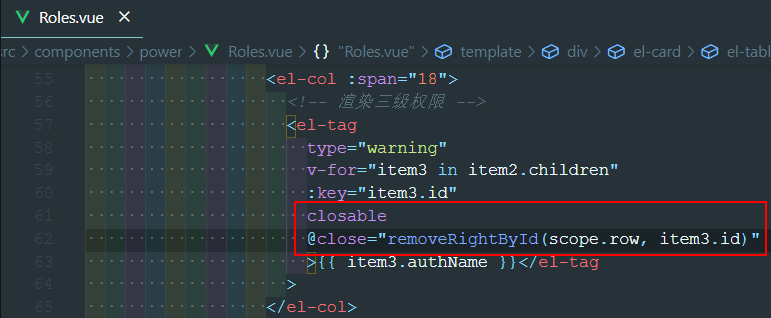 Roles.vue
src > components > power > Roles.vue > {} "Roles.vue" > template > div > el-card > el-tabl
55 <el-col :span="18">
56 <!-- 渲染三级权限 -->
57 <el-tag
58 type="warning"
59 v-for="item3 in item2.children"
60 :key="item3.id"
61 closable
62 @close="removeRightById(scope.row, item3.id)"
63 >{{ item3.authName }}</el-tag
64 >
65 </el-col>